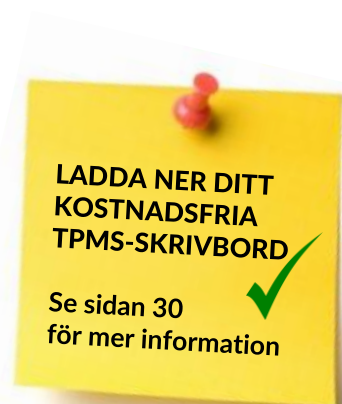 LADDA NER DITT
KOSTNADSFRIA
TPMS-SKRIVBORD
Se sidan 30
för mer information